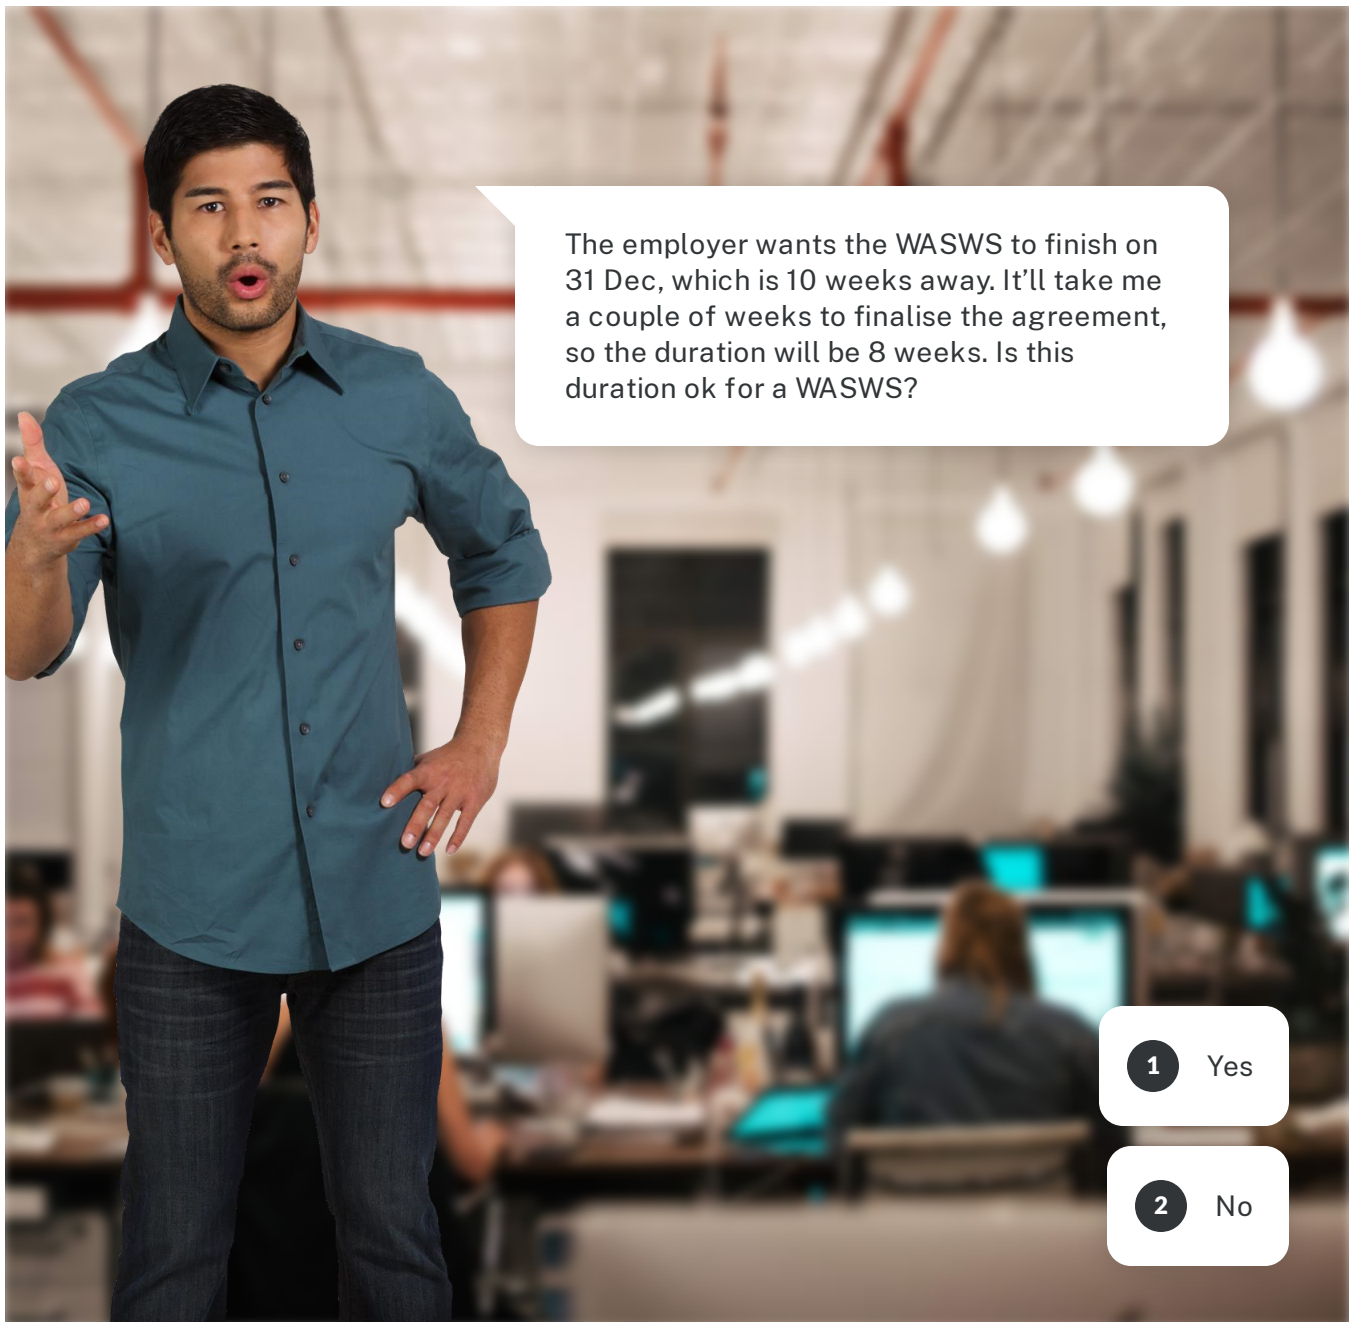 The employer wants the WASWS to finish on
31 Dec, which is 10 weeks away. It’ll take me
a couple of weeks to finalise the agreement,
so the duration will be 8 weeks. Is this
duration ok for a WASWS?
1 Yes
2 No